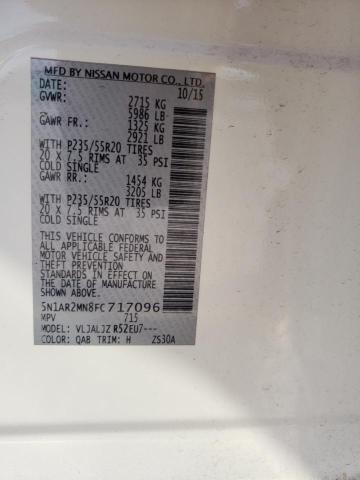 MFD BY NISSAN MOTOR CO., LTD.
DATE: 10/15
GVWR: 2715 KG
5986 LB
GAWR FR: 1325 KG
2921 LB
WITH P235/55R20 TIRES
20 X 7.5 RIMS AT 35 PSI
COLD SINGLE
GAWR RR: 1454 KG
3205 LB
WITH P235/55R20 TIRES
20 X 7.5 RIMS AT 35 PSI
COLD SINGLE
THIS VEHICLE CONFORMS TO
ALL APPLICABLE FEDERAL
MOTOR VEHICLE SAFETY
STANDARDS IN EFFECT ON
THE DATE OF MANUFACTURE
SHOWN ABOVE.
5N1AR2MN8FC717096
MPV 715
MODEL: VLJALJZ R52EU7---
COLOR: QAB TRIM: H ZS30A